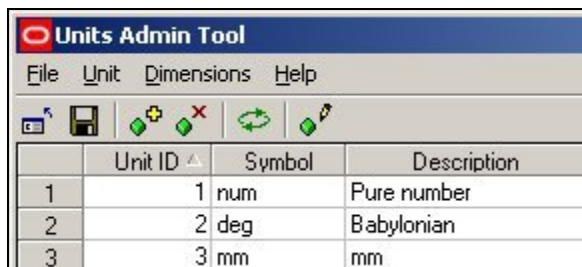 Units Admin Tool
File Unit Dimensions Help
Unit ID Symbol Description
1 1 num Pure number
2 2 deg Babylonian
3 3 mm mm